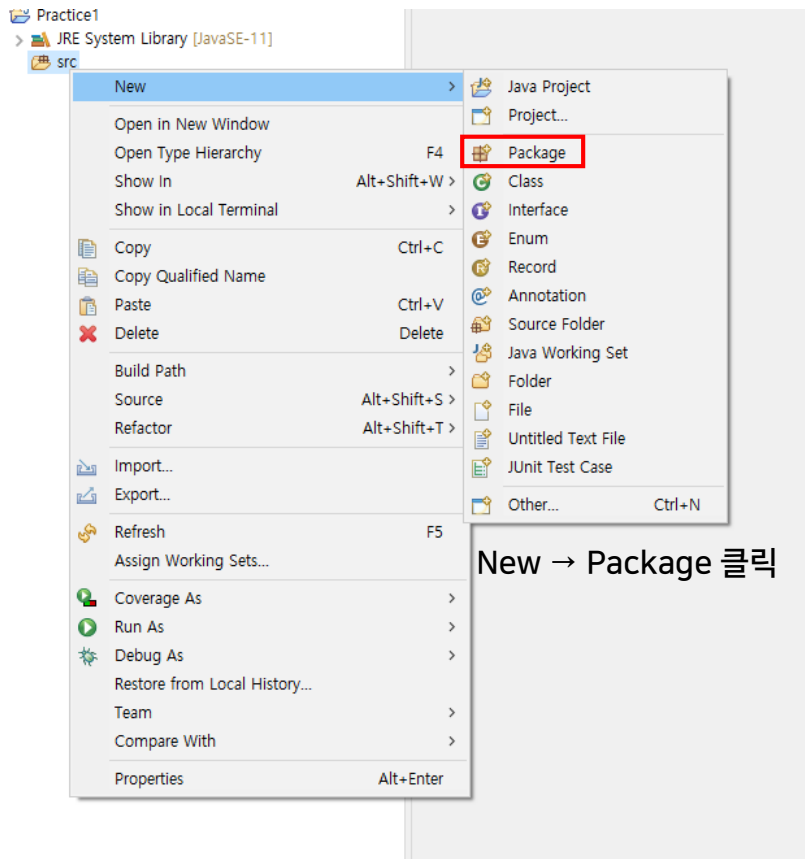 Practice1
JRE System Library [JavaSE-11]
src
New
Open in New Window
Open Type Hierarchy F4
Show In Alt+Shift+W
Show in Local Terminal
Copy Ctrl+C
Copy Qualified Name
Paste Ctrl+V
Delete Delete
Build Path
Source Alt+Shift+S
Refactor Alt+Shift+T
Import...
Export...
Refresh F5
Assign Working Sets...
Coverage As
Run As
Debug As
Restore from Local History...
Team
Compare With
Properties Alt+Enter
Java Project
Project...
Package
Class
Interface
Enum
Record
Annotation
Source Folder
Java Working Set
Folder
File
Untitled Text File
JUnit Test Case
Other... Ctrl+N
New → Package 클릭